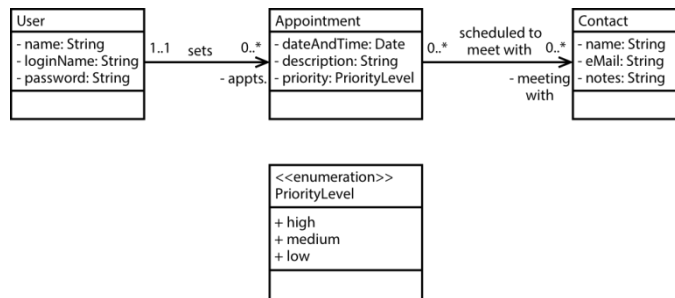 User
- name: String
- loginName: String
- password: String
1..1
sets
0..*
- appts.
Appointment
- dateAndTime: Date
- description: String
- priority: PriorityLevel
0..*
scheduled to
meet with
0..*
- meeting
with
Contact
- name: String
- eMail: String
- notes: String
<<enumeration>>
PriorityLevel
+ high
+ medium
+ low